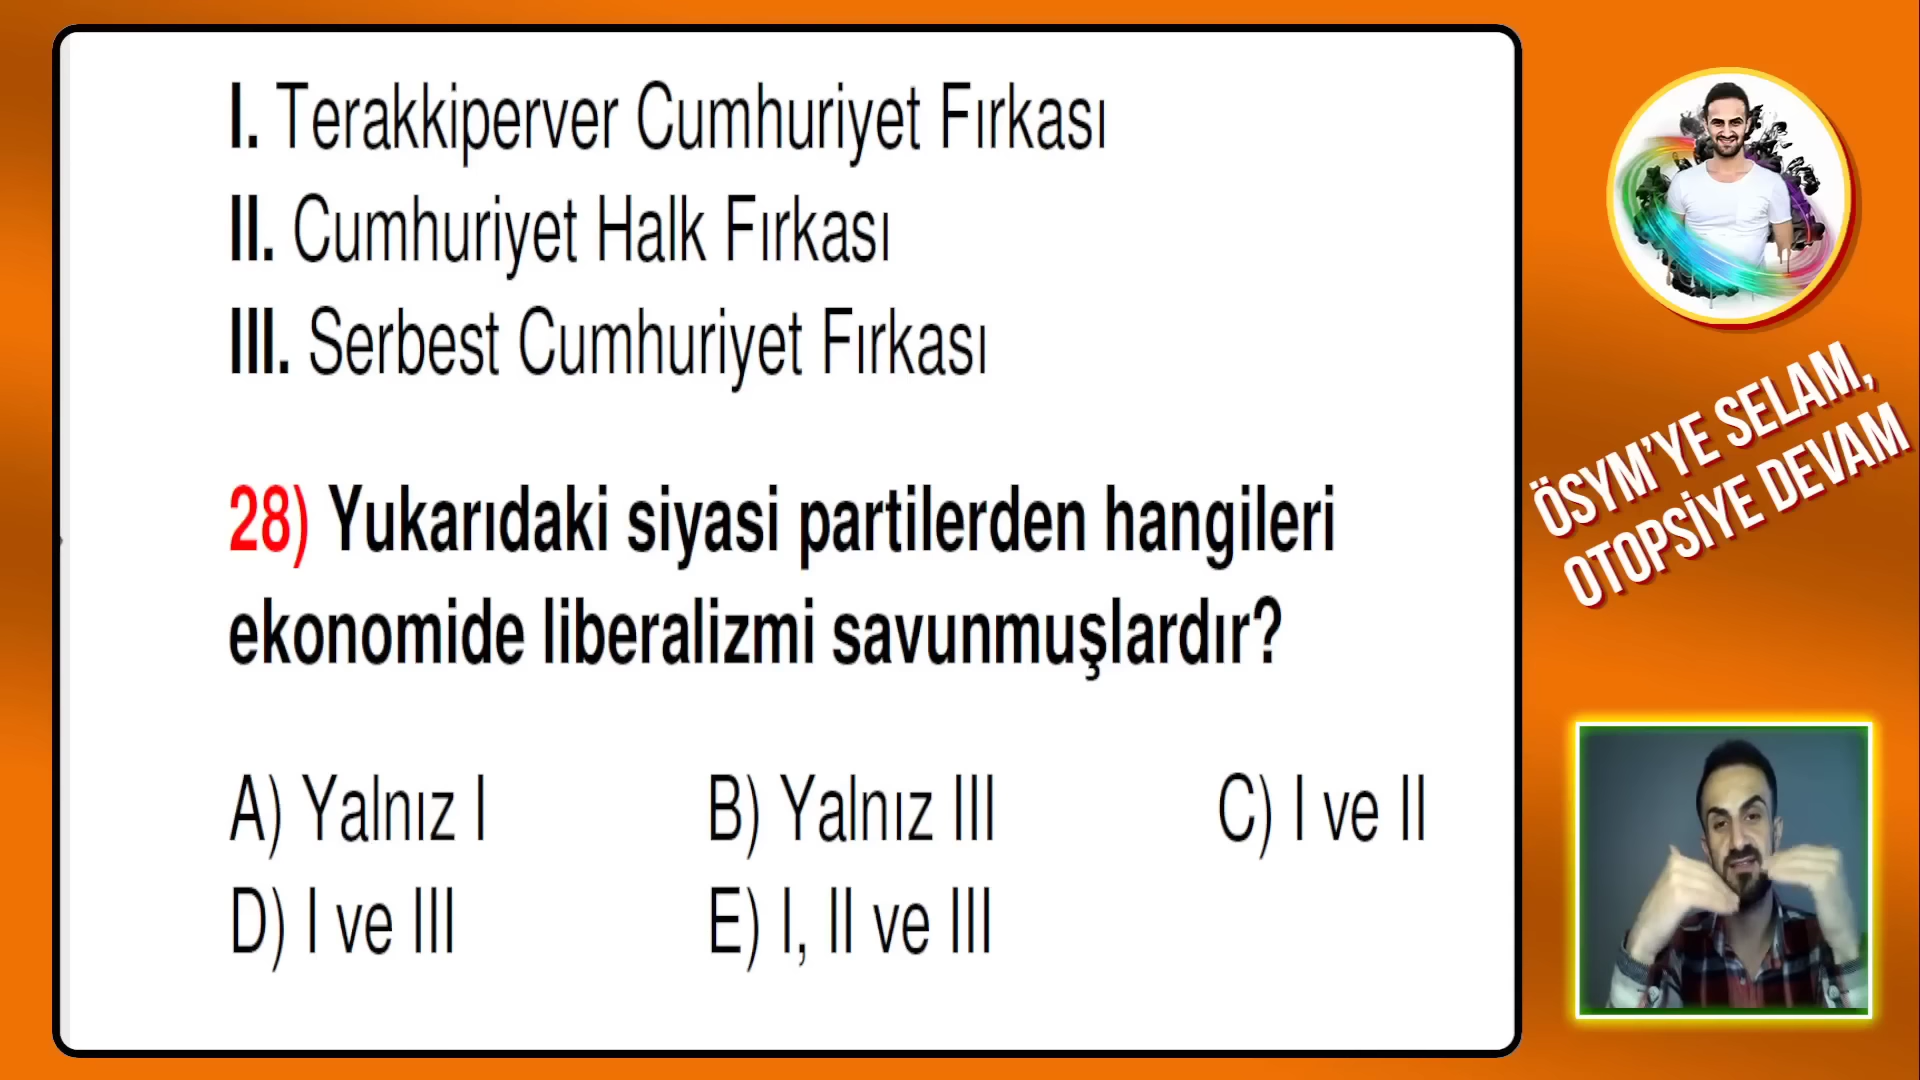 I. Terakkiperver Cumhuriyet Fırkası
II. Cumhuriyet Halk Fırkası
III. Serbest Cumhuriyet Fırkası
28) Yukarıdaki siyasi partilerden hangileri
ekonomide liberalizmi savunmuşlardır?
A) Yalnız I B) Yalnız III C) I ve II
D) I ve III E) I, II ve III
ÖSYM'YE SELAM,
OTOPSİYE DEVAM